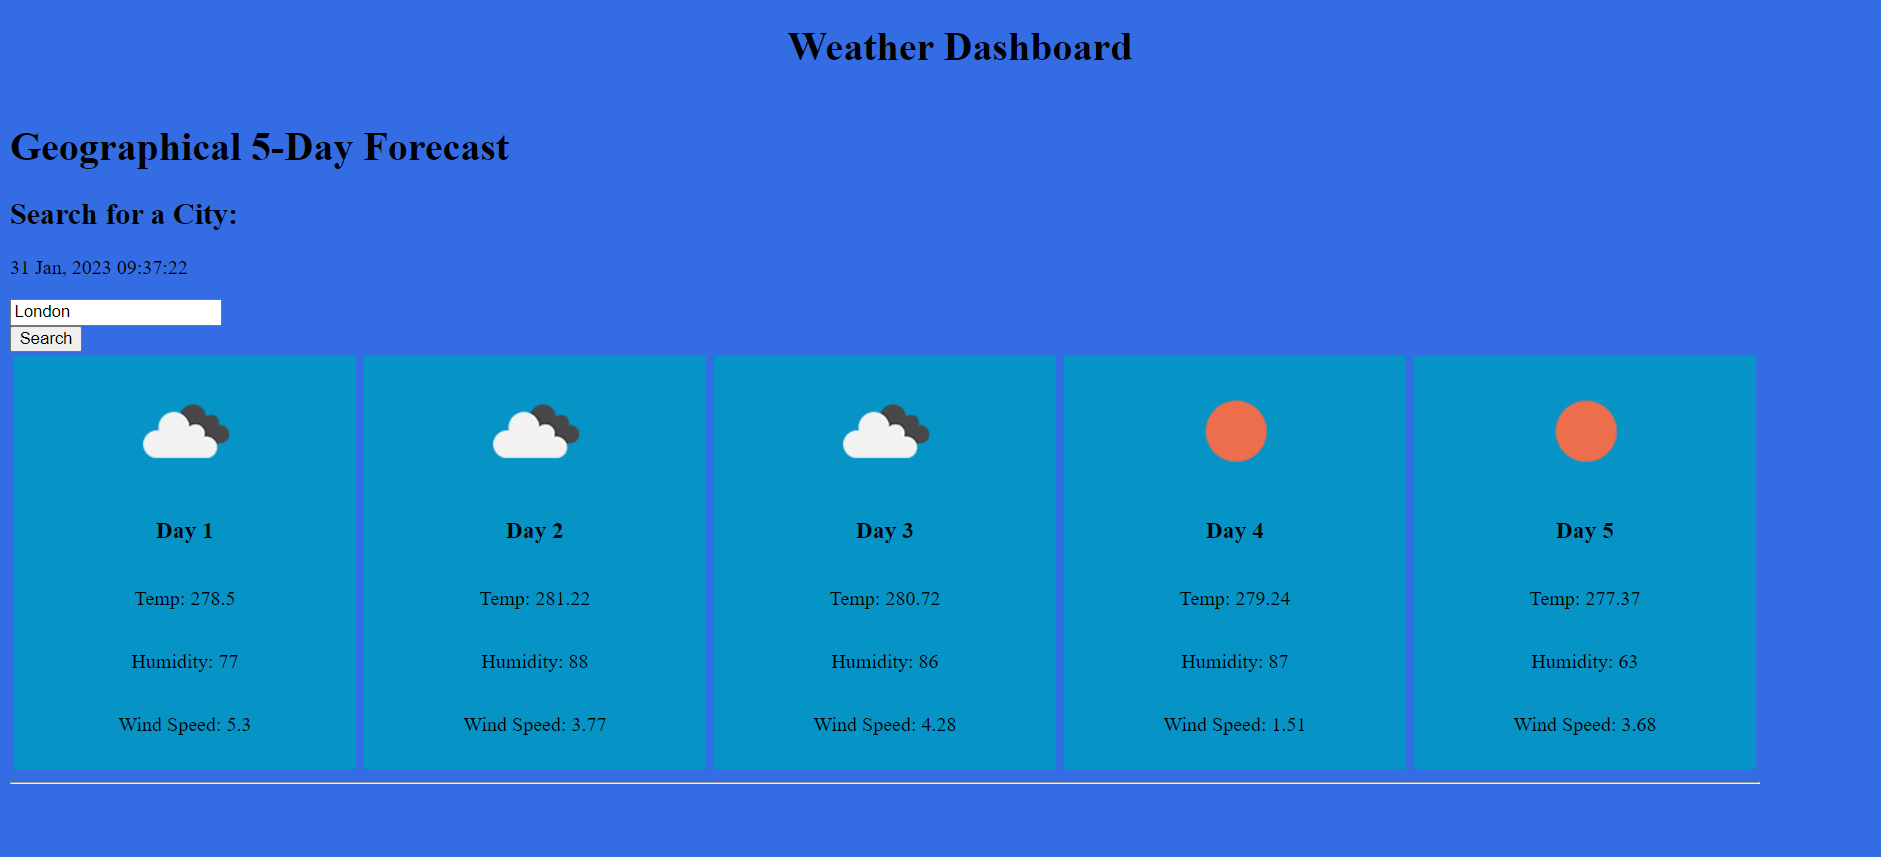 Weather Dashboard
Geographical 5-Day Forecast
Search for a City:
31 Jan, 2023 09:37:22
London
Search
Day 1
Temp: 278.5
Humidity: 77
Wind Speed: 5.3
Day 2
Temp: 281.22
Humidity: 88
Wind Speed: 3.77
Day 3
Temp: 280.72
Humidity: 86
Wind Speed: 4.28
Day 4
Temp: 279.24
Humidity: 87
Wind Speed: 1.51
Day 5
Temp: 277.37
Humidity: 63
Wind Speed: 3.68